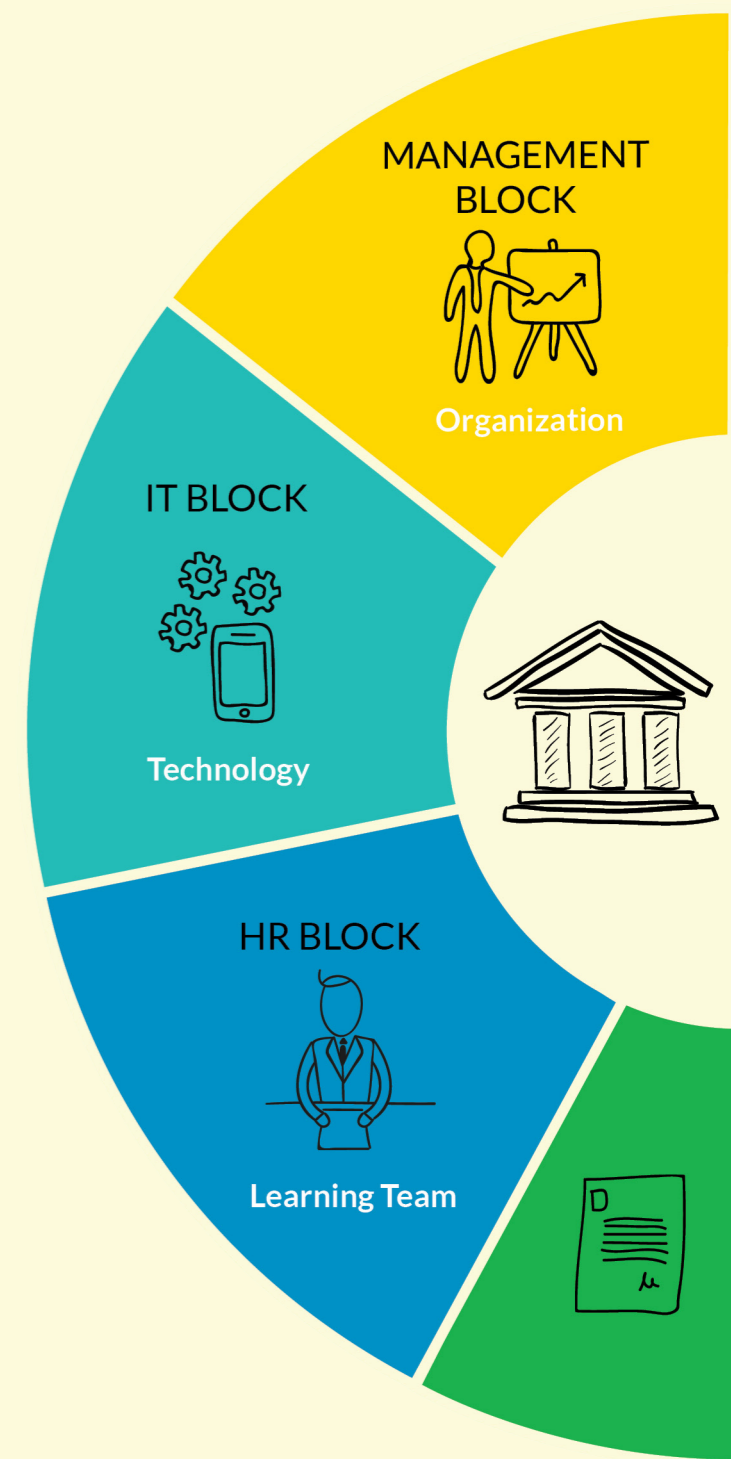 MANAGEMENT
BLOCK
Organization
IT BLOCK
Technology
HR BLOCK
Learning Team
D